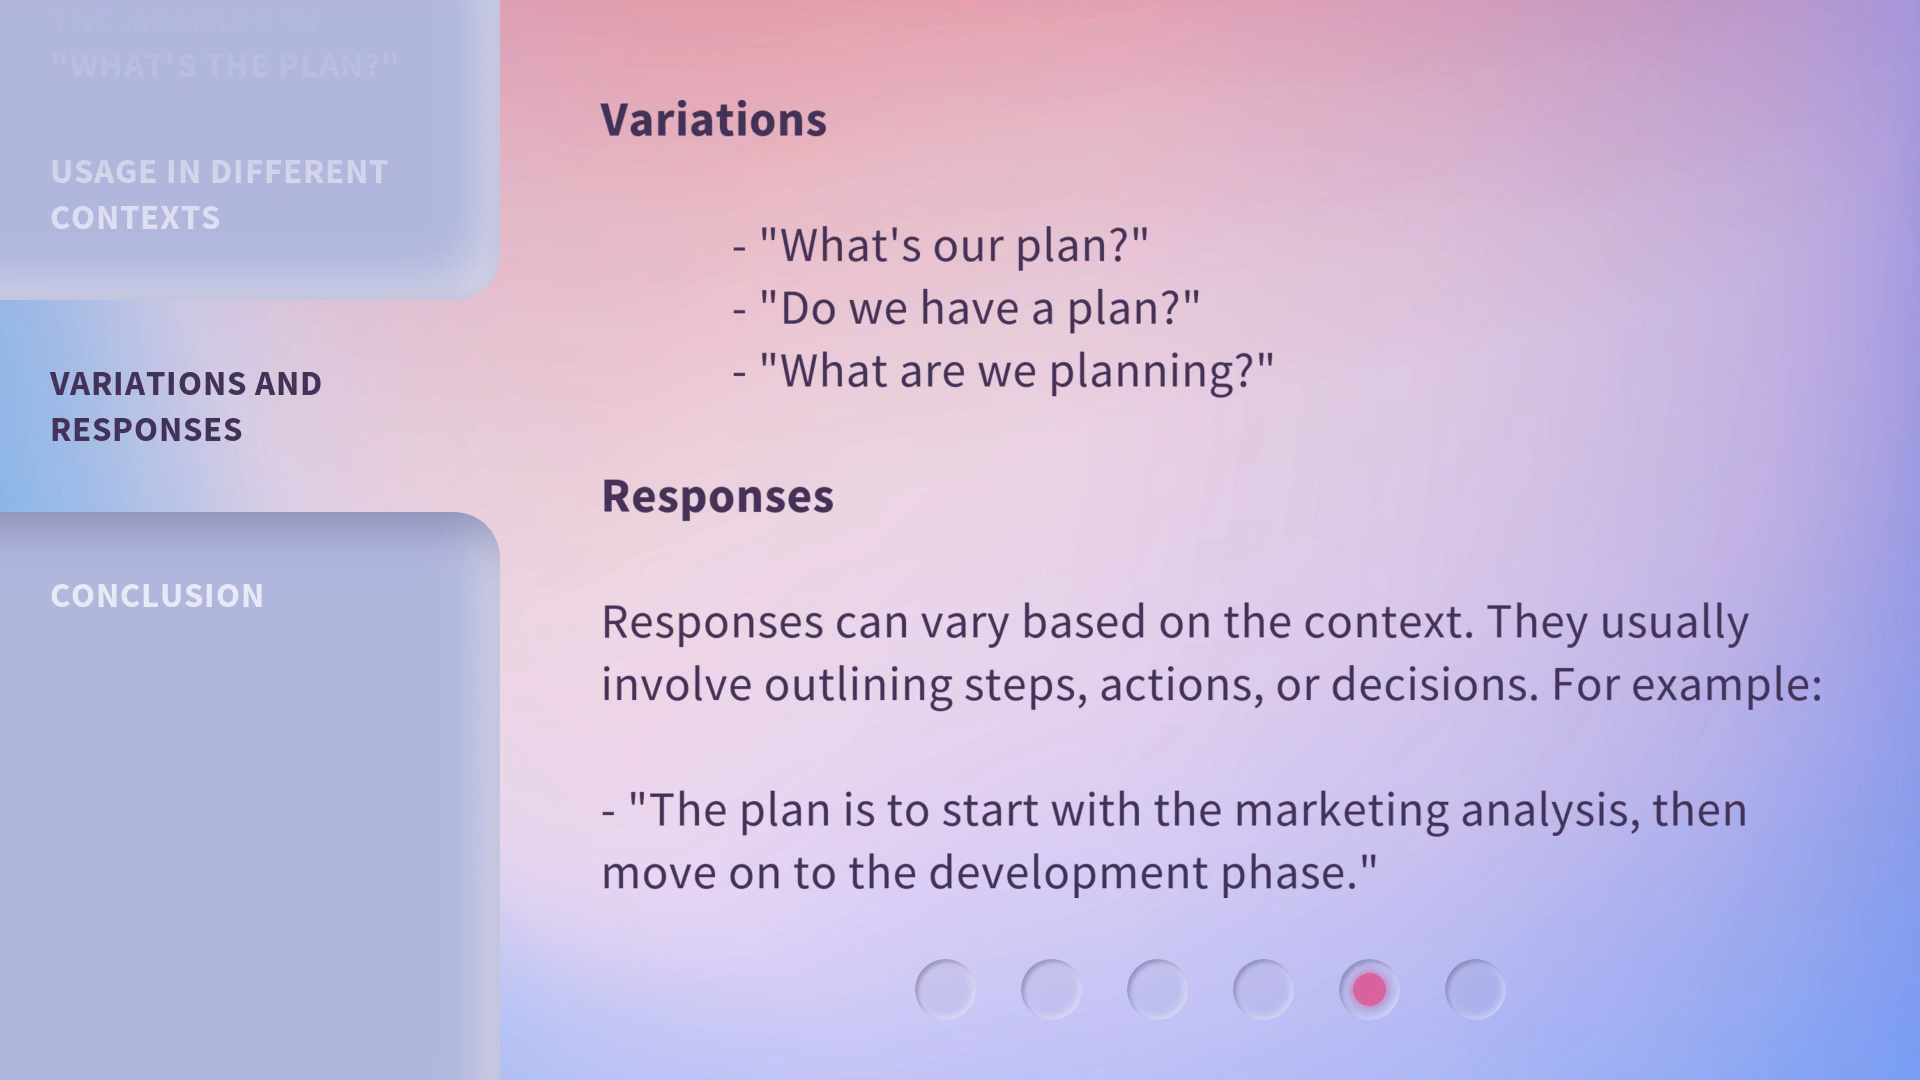 THE MEANING OF
"WHAT'S THE PLAN?"
USAGE IN DIFFERENT
CONTEXTS
VARIATIONS AND
RESPONSES
CONCLUSION
Variations
- "What's our plan?"
- "Do we have a plan?"
- "What are we planning?"
Responses
Responses can vary based on the context. They usually
involve outlining steps, actions, or decisions. For example:
- "The plan is to start with the marketing analysis, then
move on to the development phase."